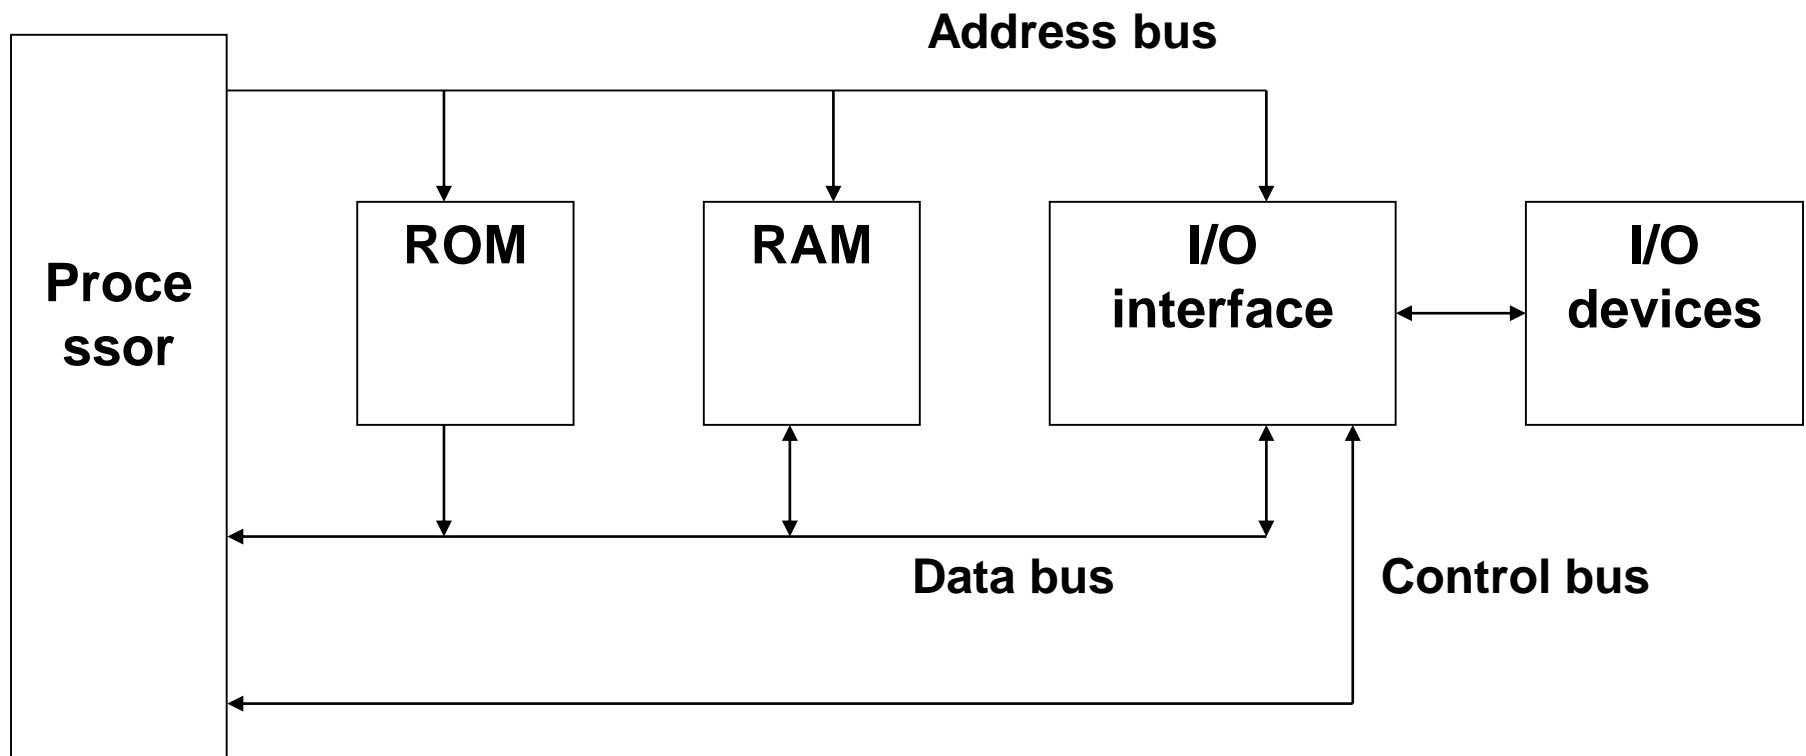 Address bus
Proce
ssor
ROM
RAM
I/O
interface
I/O
devices
Data bus
Control bus